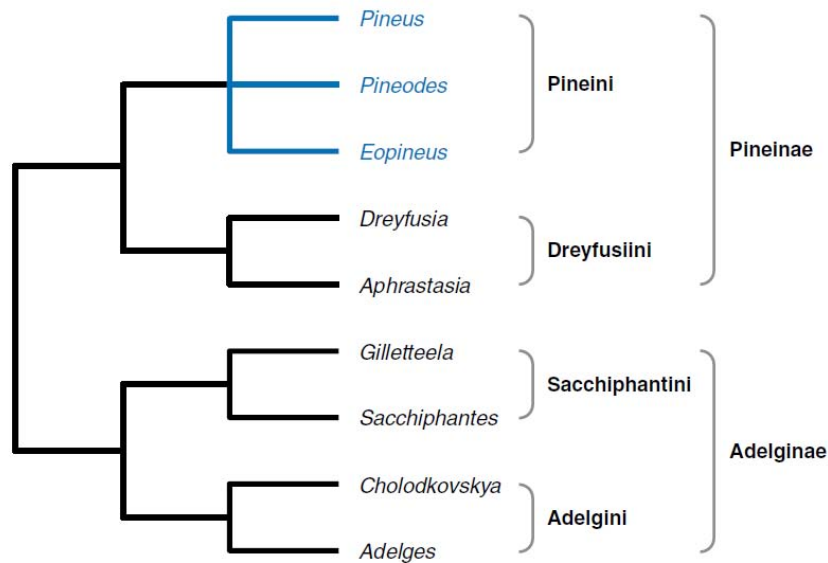 Pineus
Pineodes
Pineini
Eopineus
Pineinae
Dreyfusia
Dreyfusiini
Aphrastasia
Gilletteela
Sacchiphantini
Sacchiphantes
Adelginae
Cholodkovskya
Adelgini
Adelges